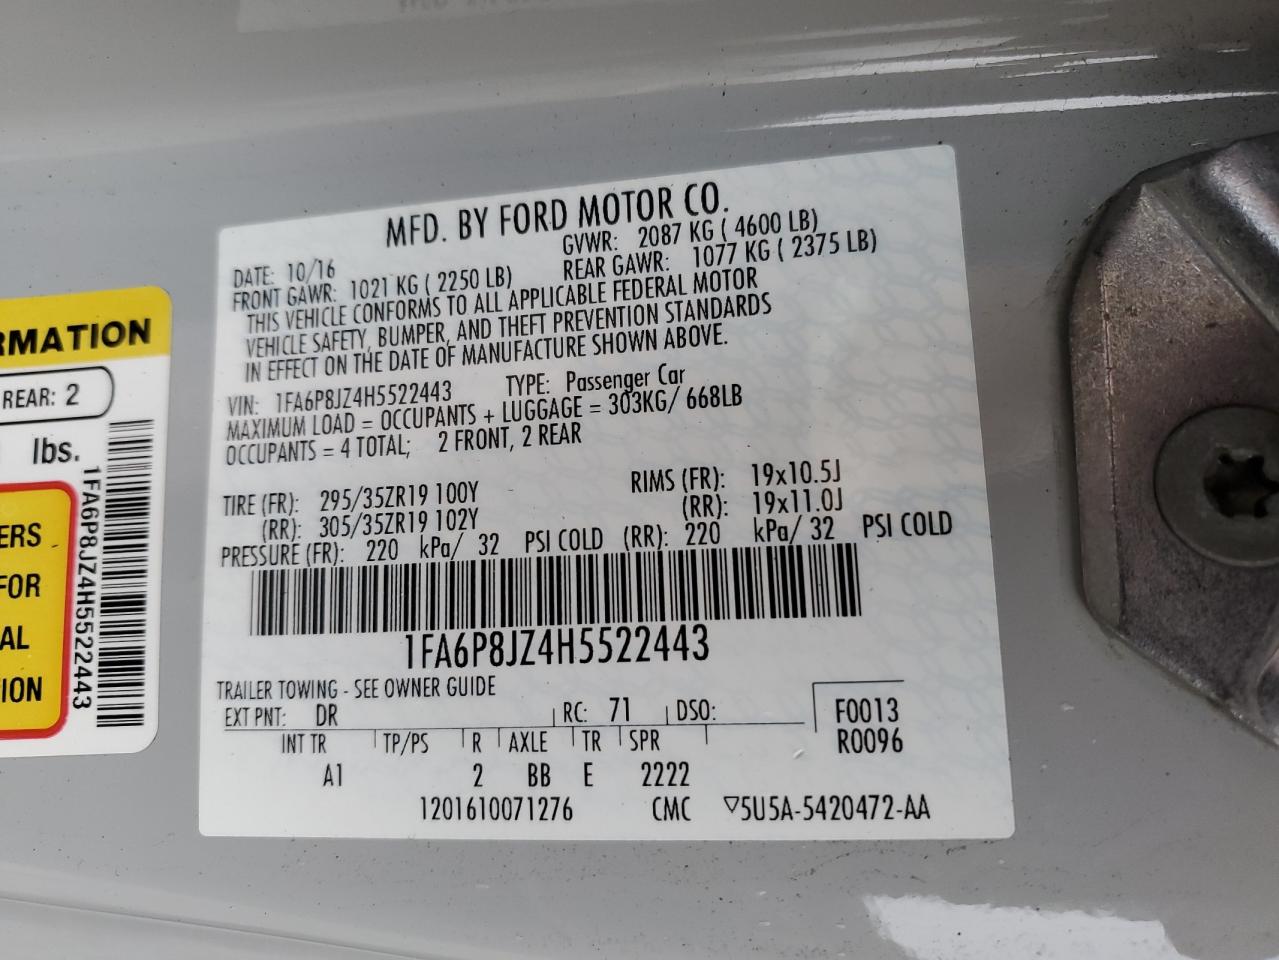 MFD. BY FORD MOTOR CO.
DATE: 10/16 GVWR: 2087 KG ( 4600 LB)
FRONT GAWR: 1021 KG ( 2250 LB) REAR GAWR: 1077 KG ( 2375 LB)
THIS VEHICLE CONFORMS TO ALL APPLICABLE FEDERAL MOTOR
VEHICLE SAFETY, BUMPER, AND THEFT PREVENTION STANDARDS
IN EFFECT ON THE DATE OF MANUFACTURE SHOWN ABOVE.
VIN: 1FA6P8JZ4H5522443 TYPE: Passenger Car
MAXIMUM LOAD = OCCUPANTS + LUGGAGE = 303KG/ 668LB
OCCUPANTS = 4 TOTAL; 2 FRONT, 2 REAR
TIRE (FR): 295/35ZR19 100Y RIMS (FR): 19x10.5J
(RR): 305/35ZR19 102Y (RR): 19x11.0J
PRESSURE (FR): 220 kPa/ 32 PSI COLD (RR): 220 kPa/ 32 PSI COLD
1FA6P8JZ4H5522443
TRAILER TOWING - SEE OWNER GUIDE
EXT PNT: DR RC: 71 DSO: F0013
INT TR TP/PS R AXLE TR SPR R0096
A1 2 BB E 2222
1201610071276 CMC ▽5U5A-5420472-AA
RMATION
REAR: 2
lbs.
1FA6P8JZ4H5522443
ERS
FOR
AL
ION